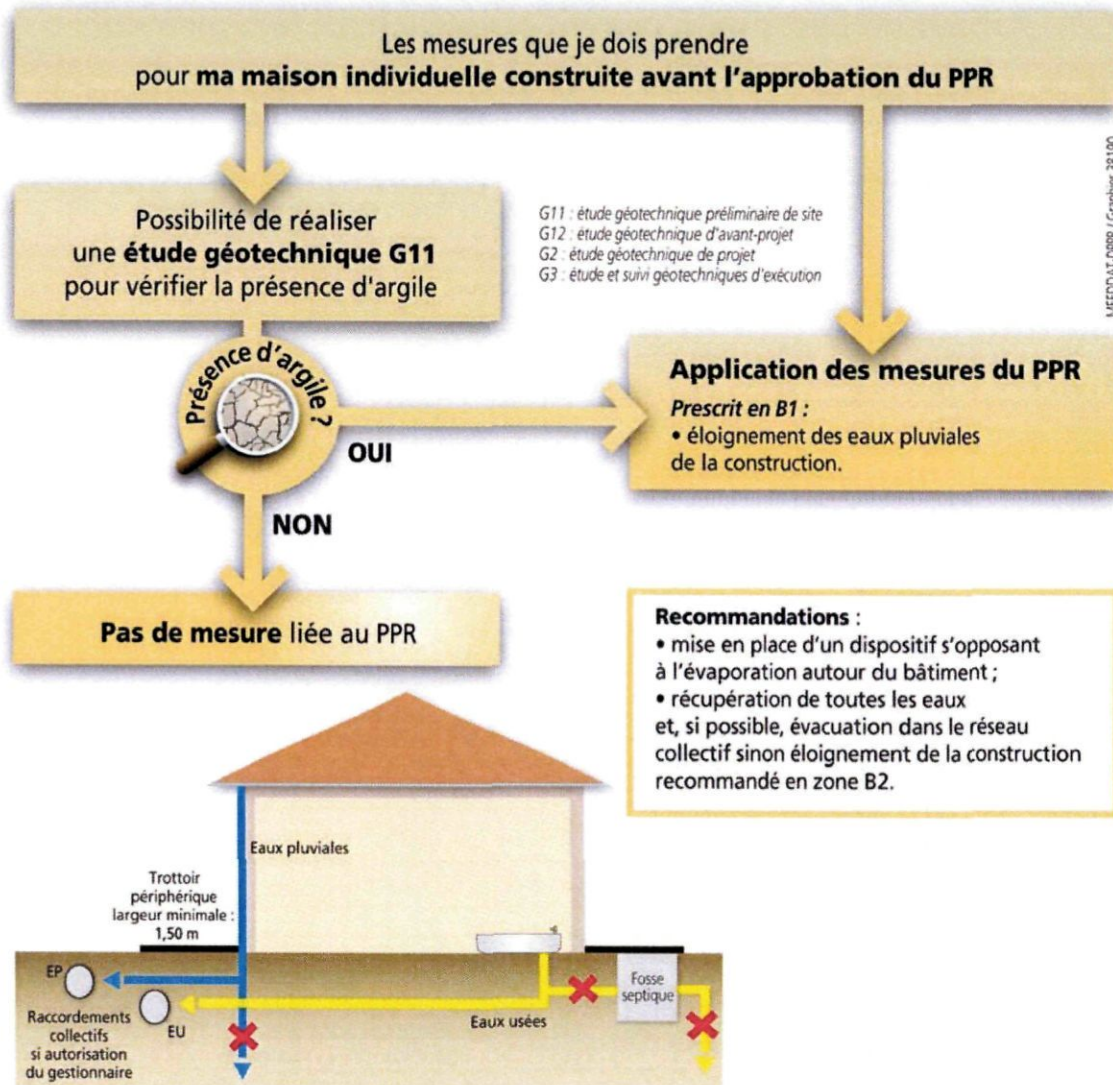 Les mesures que je dois prendre
pour ma maison individuelle construite avant l'approbation du PPR
Possibilité de réaliser
une étude géotechnique G11
pour vérifier la présence d'argile
G11 : étude géotechnique préliminaire de site
G12 : étude géotechnique d'avant-projet
G2 : étude géotechnique de projet
G3 : étude et suivi géotechniques d'exécution
MEEDDAT-DPPR / Graphies 38190
Présence d'argile ?
OUI
NON
Application des mesures du PPR
Prescrit en B1 :
• éloignement des eaux pluviales
de la construction.
Pas de mesure liée au PPR
Recommandations :
• mise en place d'un dispositif s'opposant
à l'évaporation autour du bâtiment ;
• récupération de toutes les eaux
et, si possible, évacuation dans le réseau
collectif sinon éloignement de la construction
recommandé en zone B2.
Eaux pluviales
Trottoir
périphérique
largeur minimale :
1,50 m
EP
EU
Raccordements
collectifs
si autorisation
du gestionnaire
Eaux usées
Fosse
septique